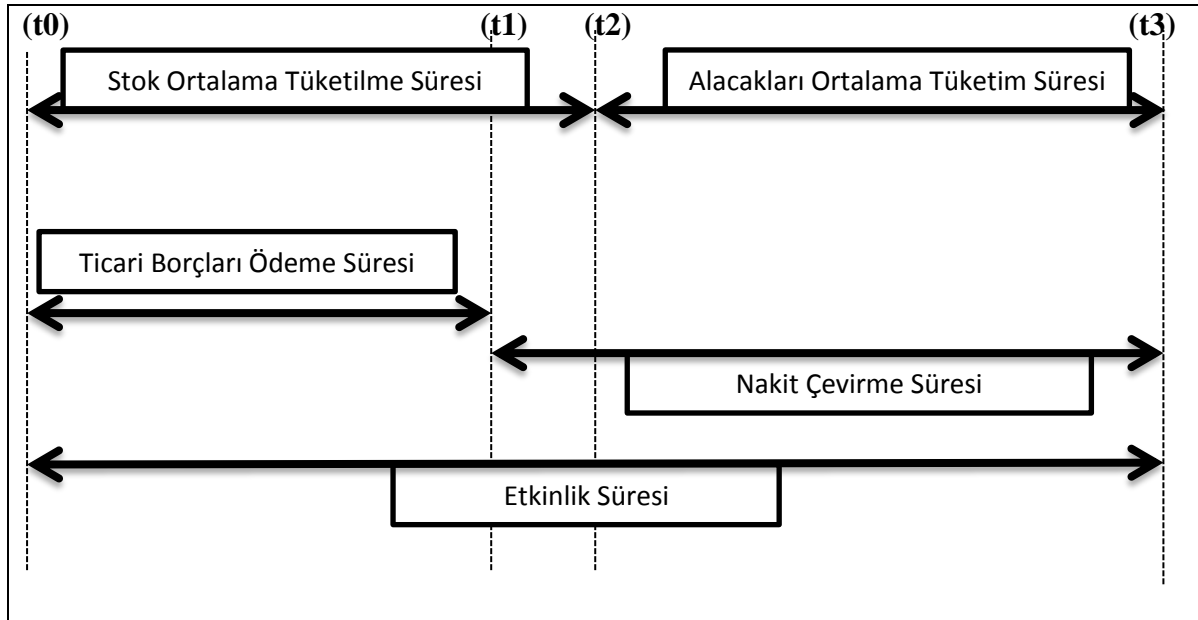 (t0) (t1) (t2) (t3)
Stok Ortalama Tüketilme Süresi
Alacakları Ortalama Tüketim Süresi
Ticari Borçları Ödeme Süresi
Nakit Çevirme Süresi
Etkinlik Süresi